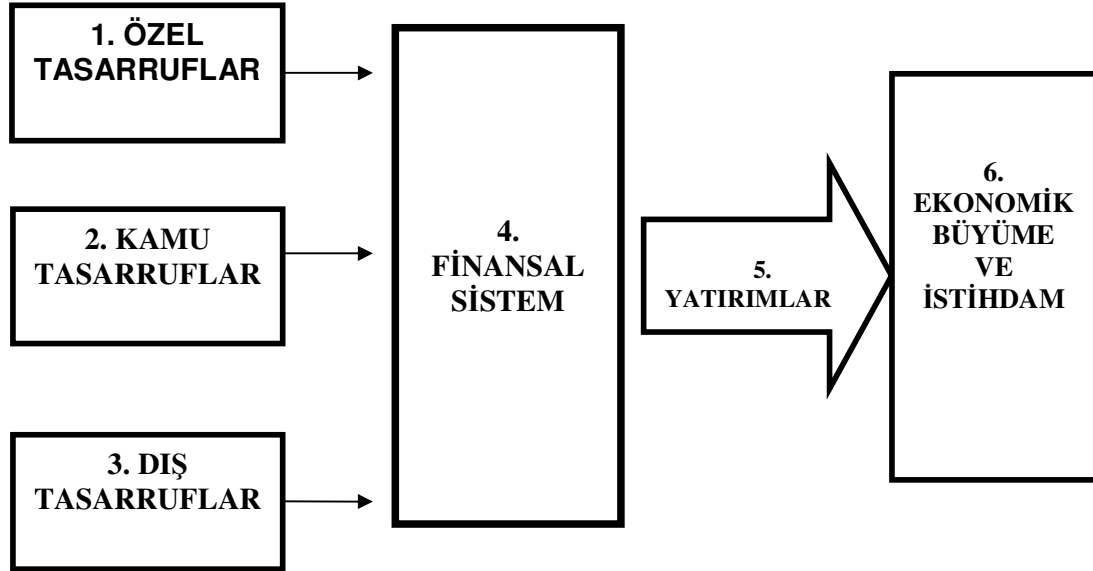 1. ÖZEL
TASARRUFLAR
2. KAMU
TASARRUFLAR
3. DIŞ
TASARRUFLAR
4.
FİNANSAL
SİSTEM
5.
YATIRIMLAR
6.
EKONOMİK
BÜYÜME
VE
İSTİHDAM